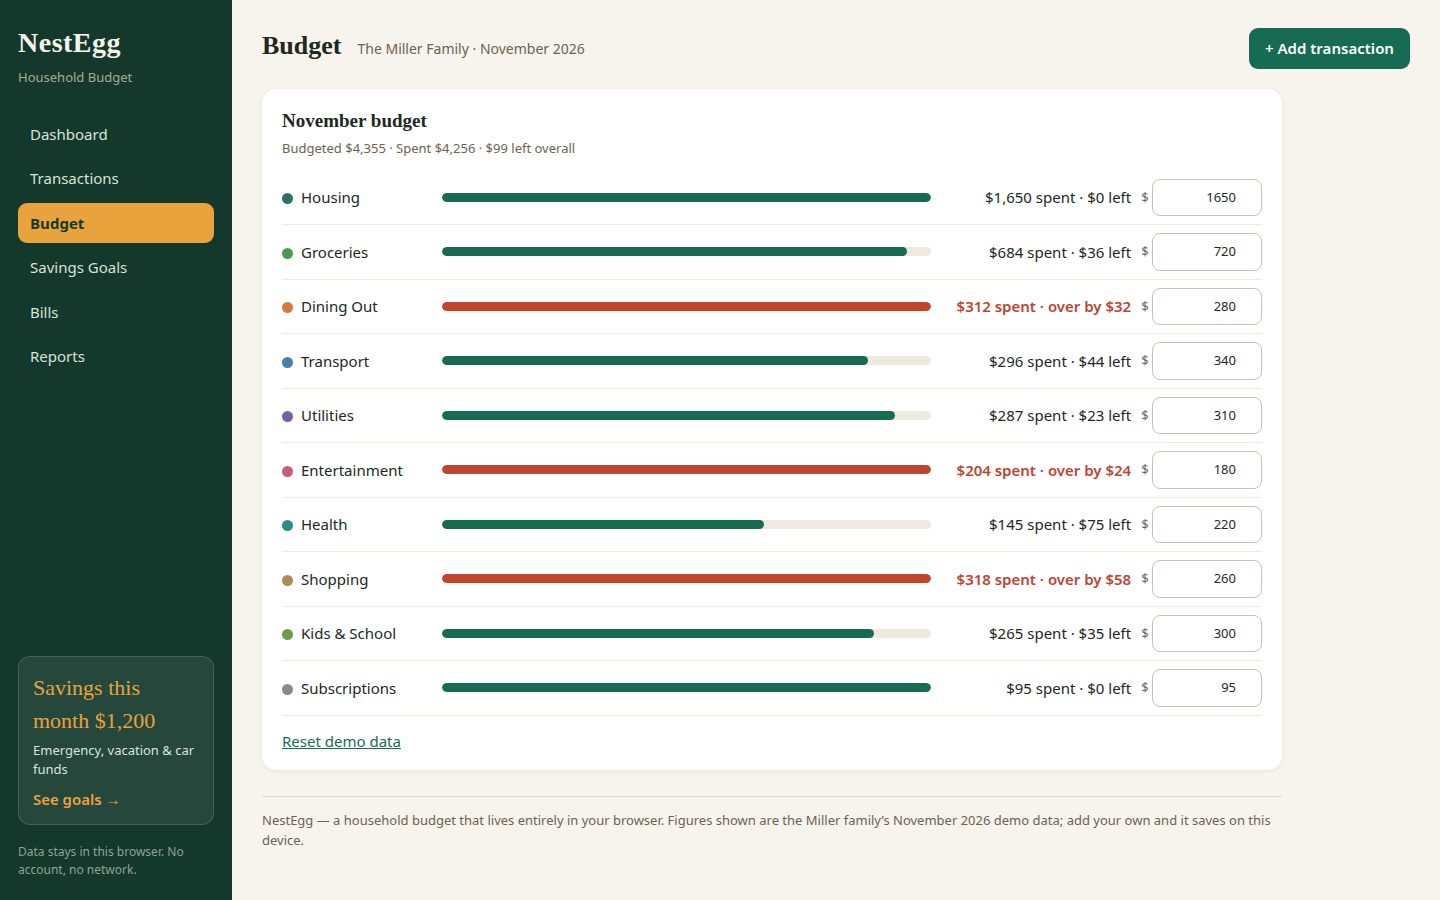 NestEgg
Household Budget
Dashboard
Transactions
Budget
Savings Goals
Bills
Reports
Savings this
month $1,200
Emergency, vacation & car
funds
See goals →
Data stays in this browser. No
account, no network.
Budget The Miller Family · November 2026
+ Add transaction
November budget
Budgeted $4,355 · Spent $4,256 · $99 left overall
Housing $1,650 spent · $0 left $ 1650
Groceries $684 spent · $36 left $ 720
Dining Out $312 spent · over by $32 $ 280
Transport $296 spent · $44 left $ 340
Utilities $287 spent · $23 left $ 310
Entertainment $204 spent · over by $24 $ 180
Health $145 spent · $75 left $ 220
Shopping $318 spent · over by $58 $ 260
Kids & School $265 spent · $35 left $ 300
Subscriptions $95 spent · $0 left $ 95
Reset demo data
NestEgg — a household budget that lives entirely in your browser. Figures shown are the Miller family’s November 2026 demo data; add your own and it saves on this
device.